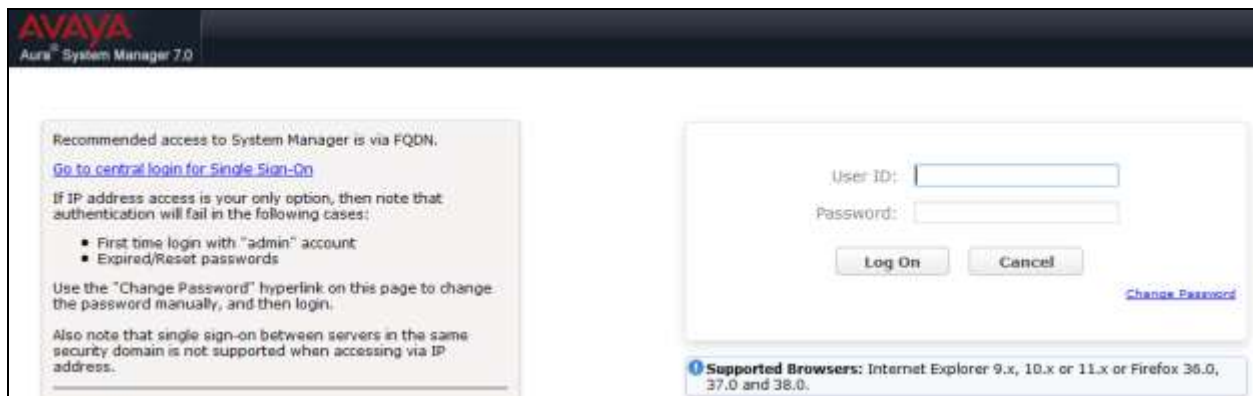 AVAYA
Aura® System Manager 7.0
Recommended access to System Manager is via FQDN.
Go to central login for Single Sign-On
If IP address access is your only option, then note that
authentication will fail in the following cases:
• First time login with "admin" account
• Expired/Reset passwords
Use the "Change Password" hyperlink on this page to change
the password manually, and then login.
Also note that single sign-on between servers in the same
security domain is not supported when accessing via IP
address.
User ID:
Password:
Log On Cancel
Change Password
Supported Browsers: Internet Explorer 9.x, 10.x or 11.x or Firefox 36.0,
37.0 and 38.0.